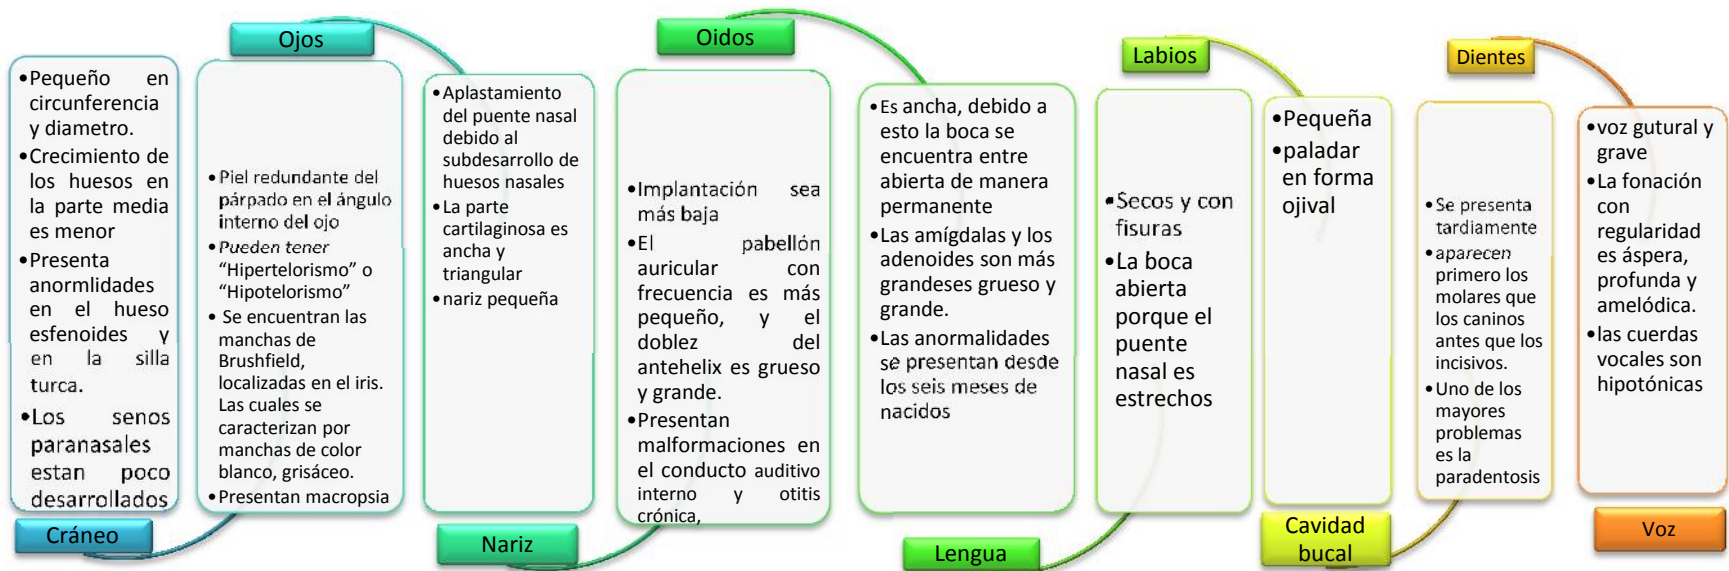 •Pequeño en
circunferencia
y diametro.
•Crecimiento de
los huesos en
la parte media
es menor
•Presenta
anormlidades
en el hueso
esfenoides y
en la silla
turca.
•Los senos
paranasales
estan poco
desarrollados
Cráneo
Ojos
•Piel redundante del
párpado en el ángulo
interno del ojo
•Pueden tener
“Hipertelorismo” o
“Hipotelorismo”
• Se encuentran las
manchas de
Brushfield,
localizadas en el iris.
Las cuales se
caracterizan por
manchas de color
blanco, grisáceo.
•Presentan macropsia
•Aplastamiento
del puente nasal
debido al
subdesarrollo de
huesos nasales
•La parte
cartilaginosa es
ancha y
triangular
•nariz pequeña
Nariz
Oidos
•Implantación sea
más baja
•El pabellón
auricular con
frecuencia es más
pequeño, y el
doblez del
antehelix es grueso
y grande.
•Presentan
malformaciones en
el conducto auditivo
interno y otitis
crónica,
•Es ancha, debido a
esto la boca se
encuentra entre
abierta de manera
permanente
•Las amígdalas y los
adenoides son más
grandeses grueso y
grande.
•Las anormalidades
se presentan desde
los seis meses de
nacidos
Lengua
Labios
•Secos y con
fisuras
•La boca
abierta
porque el
puente
nasal es
estrechos
•Pequeña
•paladar
en forma
ojival
Cavidad
bucal
Dientes
•Se presenta
tardiamente
•aparecen
primero los
molares que
los caninos
antes que los
incisivos.
•Uno de los
mayores
problemas
es la
paradentosis
•voz gutural y
grave
•La fonación
con
regularidad
es áspera,
profunda y
amelódica.
•las cuerdas
vocales son
hipotónicas
Voz